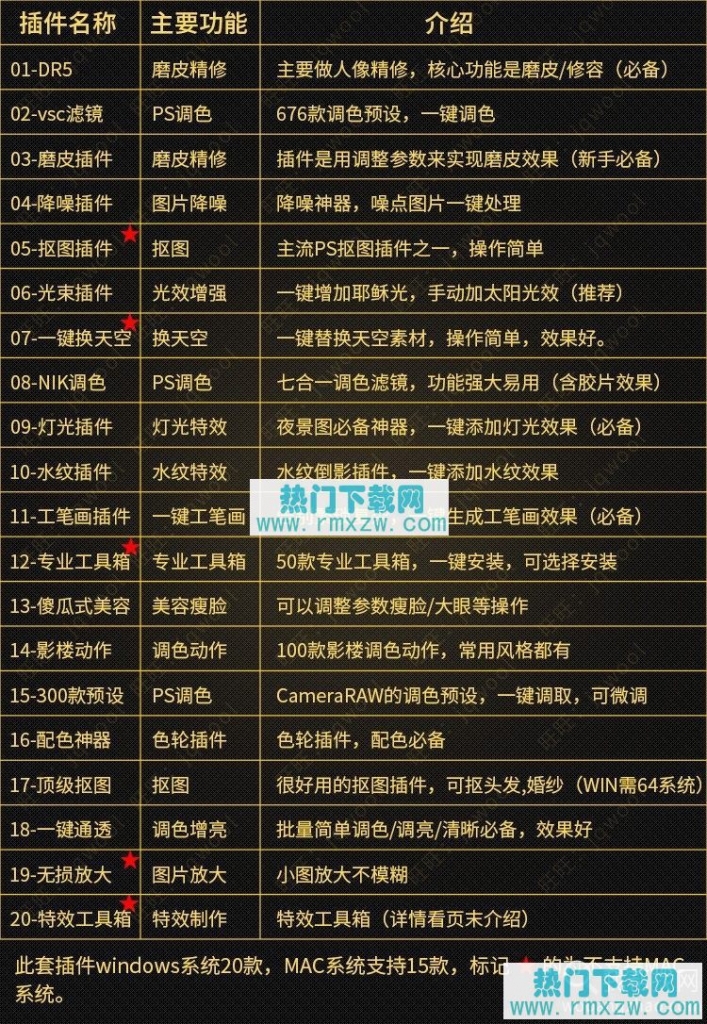 插件名称 主要功能 介绍
01-DR5 磨皮精修 主要做人像精修，核心功能是磨皮/修容（必备）
02-vsc滤镜 PS调色 676款调色预设，一键调色
03-磨皮插件 磨皮精修 插件是用调整参数来实现磨皮效果（新手必备）
04-降噪插件 图片降噪 降噪神器，噪点图片一键处理
05-抠图插件 抠图 主流PS抠图插件之一，操作简单
06-光束插件 光效增强 一键增加耶稣光，手动加太阳光效（推荐）
07-一键换天空 换天空 一键替换天空素材，操作简单，效果好。
08-NIK调色 PS调色 七合一调色滤镜，功能强大易用（含胶片效果）
09-灯光插件 灯光特效 夜景图必备神器，一键添加灯光效果（必备）
10-水纹插件 水纹特效 水纹倒影插件，一键添加水纹效果
热门下载网
www.rmxzw.com
11-工笔画插件 一键工笔画 生成工笔画效果（必备）
12-专业工具箱 专业工具箱 50款专业工具箱，一键安装，可选择安装
13-傻瓜式美容 美容瘦脸 可以调整参数瘦脸/大眼等操作
14-影楼动作 调色动作 100款影楼调色动作，常用风格都有
15-300款预设 PS调色 CameraRAW的调色预设，一键调取，可微调
16-配色神器 色轮插件 色轮插件，配色必备
17-顶级抠图 抠图 很好用的抠图插件，可抠头发,婚纱（WIN需64系统）
18-一键通透 调色增亮 批量简单调色/调亮/清晰必备，效果好
19-无损放大 图片放大 小图放大不模糊
20-特效工具箱 特效制作 特效工具箱（详情看页末介绍）
此套插件windows系统20款，MAC系统支持15款，标记★的为不支持MAC
系统。
热门下载网
www.rmxzw.com